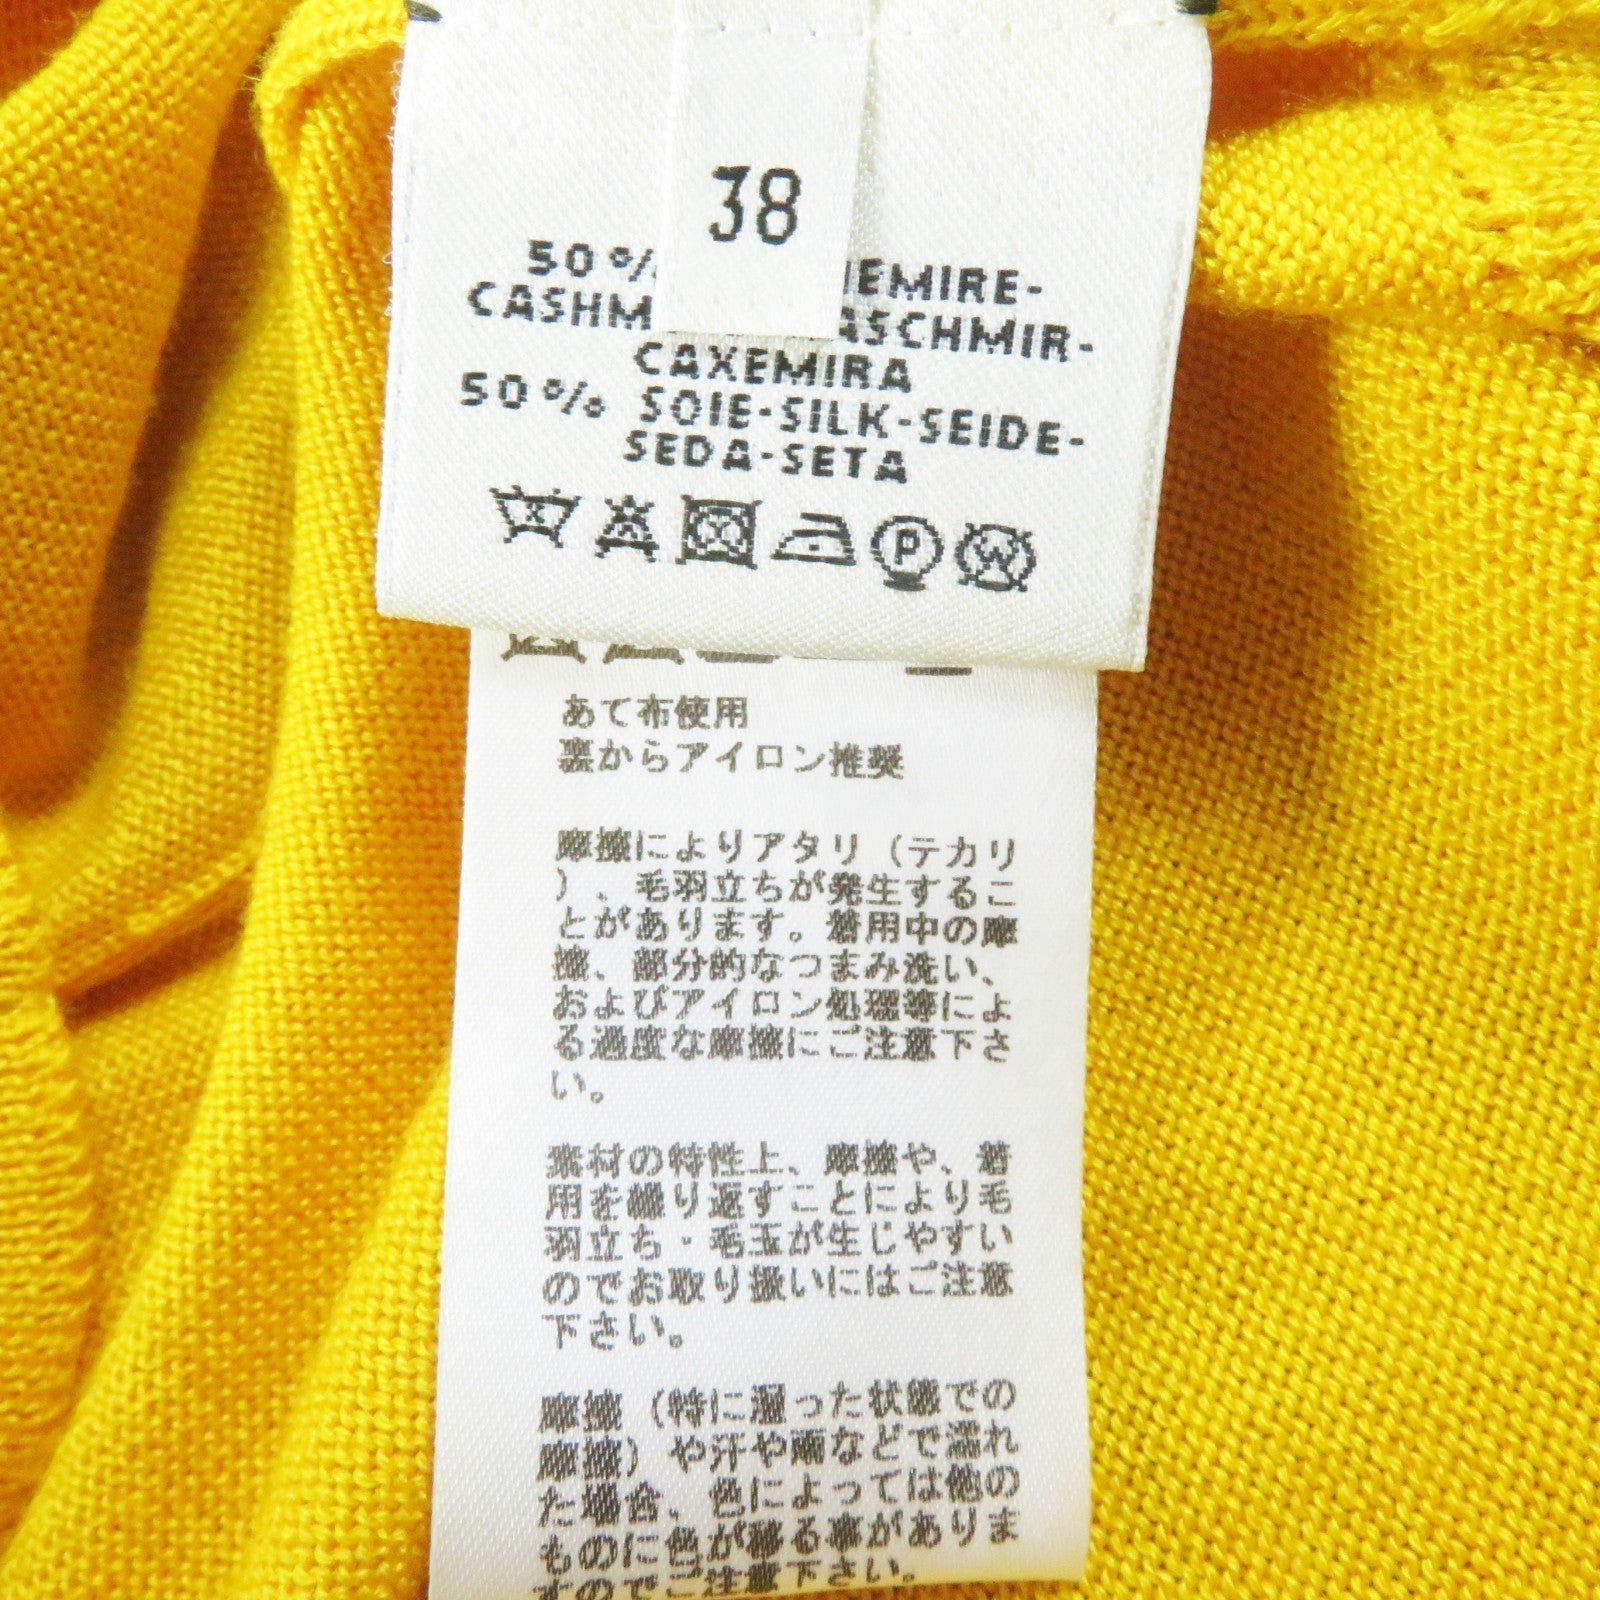 38
50%
CASHM
CAXEMIRA
50% SOIE-SILK-SEIDE-
SEDA-SETA
P
W
あて布使用
裏からアイロン推奨
摩擦によりアタリ（テカリ
）、毛羽立ちが発生するこ
とがあります。着用中の摩
擦、部分的なつまみ洗い、
およびアイロン処理等によ
る過度な摩擦にご注意下さ
い。
素材の特性上、摩擦や、着
用を繰り返すことにより毛
羽立ち・毛玉が生じやすい
のでお取り扱いにはご注意
下さい。
摩擦（特に湿った状態での
摩擦）や汗や雨などで濡れ
た場合、色によっては他の
ものに色が移る事がありま
すのでご注意下さい。